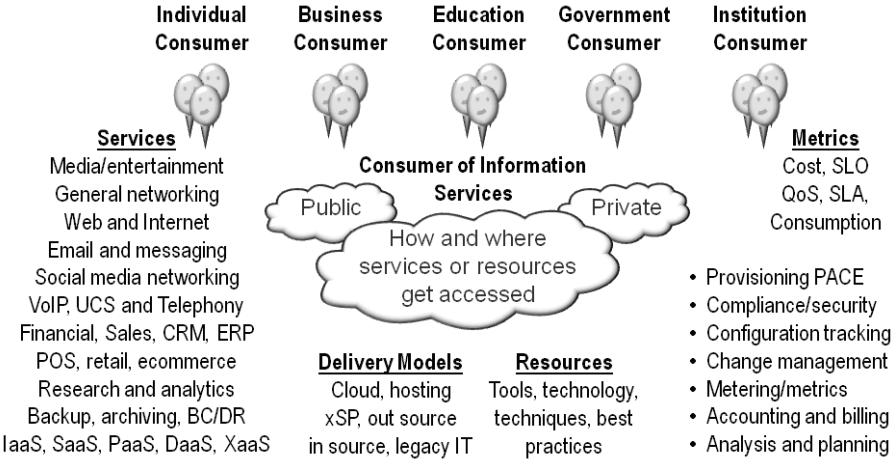 Individual
Consumer
Business
Consumer
Education
Consumer
Government
Consumer
Institution
Consumer
Services
Media/entertainment
General networking
Web and Internet
Email and messaging
Social media networking
VoIP, UCS and Telephony
Financial, Sales, CRM, ERP
POS, retail, ecommerce
Research and analytics
Backup, archiving, BC/DR
IaaS, SaaS, PaaS, DaaS, XaaS
Consumer of Information
Services
Public
Private
How and where
services or resources
get accessed
Delivery Models
Cloud, hosting
xSP, out source
in source, legacy IT
Resources
Tools, technology,
techniques, best
practices
Metrics
Cost, SLO
QoS, SLA,
Consumption
• Provisioning PACE
• Compliance/security
• Configuration tracking
• Change management
• Metering/metrics
• Accounting and billing
• Analysis and planning